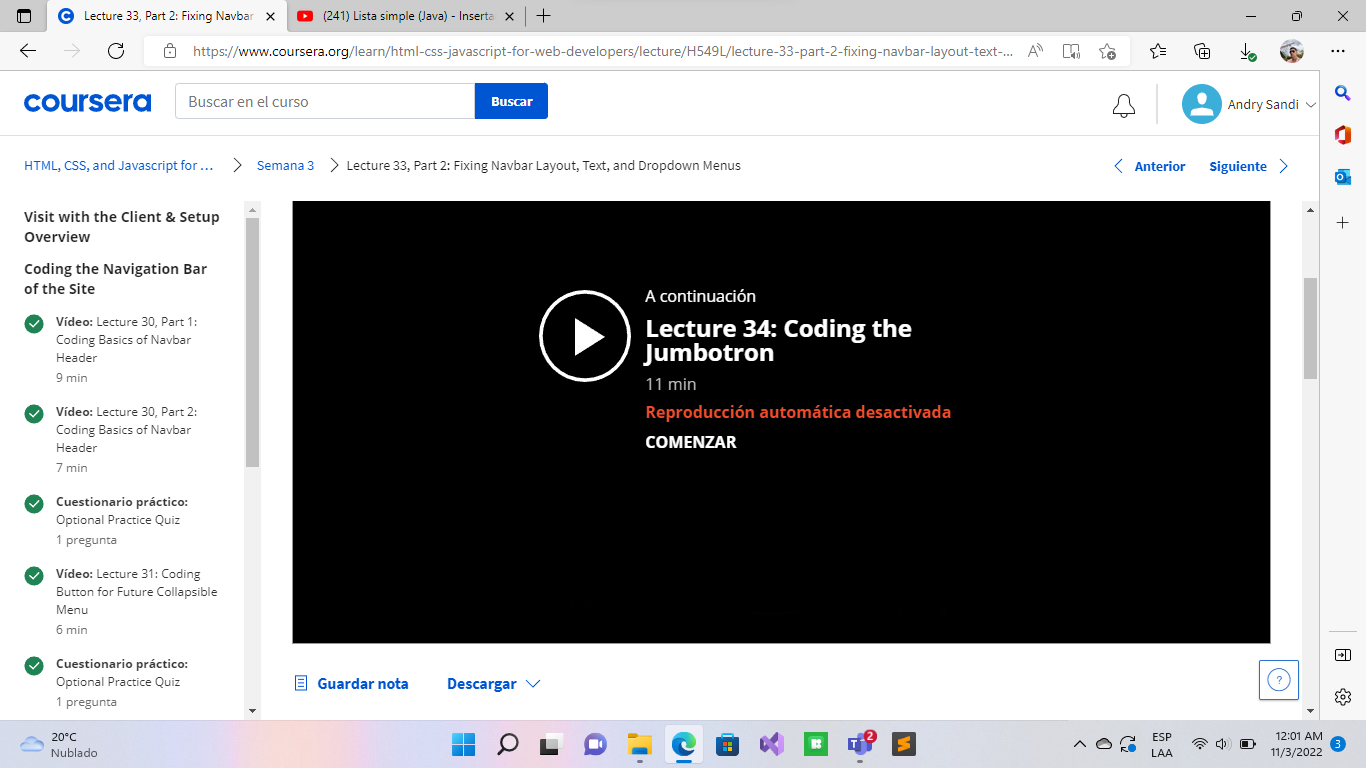 Lecture 33, Part 2: Fixing Navbar
(241) Lista simple (Java) - Inserta
https://www.coursera.org/learn/html-css-javascript-for-web-developers/lecture/H549L/lecture-33-part-2-fixing-navbar-layout-text-...
coursera
Buscar en el curso
Buscar
Andry Sandi
HTML, CSS, and Javascript for ...
Semana 3
Lecture 33, Part 2: Fixing Navbar Layout, Text, and Dropdown Menus
Anterior
Siguiente
Visit with the Client & Setup
Overview
Coding the Navigation Bar
of the Site
Vídeo: Lecture 30, Part 1:
Coding Basics of Navbar
Header
9 min
Vídeo: Lecture 30, Part 2:
Coding Basics of Navbar
Header
7 min
Cuestionario práctico:
Optional Practice Quiz
1 pregunta
Vídeo: Lecture 31: Coding
Button for Future Collapsible
Menu
6 min
Cuestionario práctico:
Optional Practice Quiz
1 pregunta
A continuación
Lecture 34: Coding the
Jumbotron
11 min
Reproducción automática desactivada
COMENZAR
Guardar nota
Descargar
?
20°C
Nublado
2
ESP
LAA
12:01 AM
11/3/2022
3